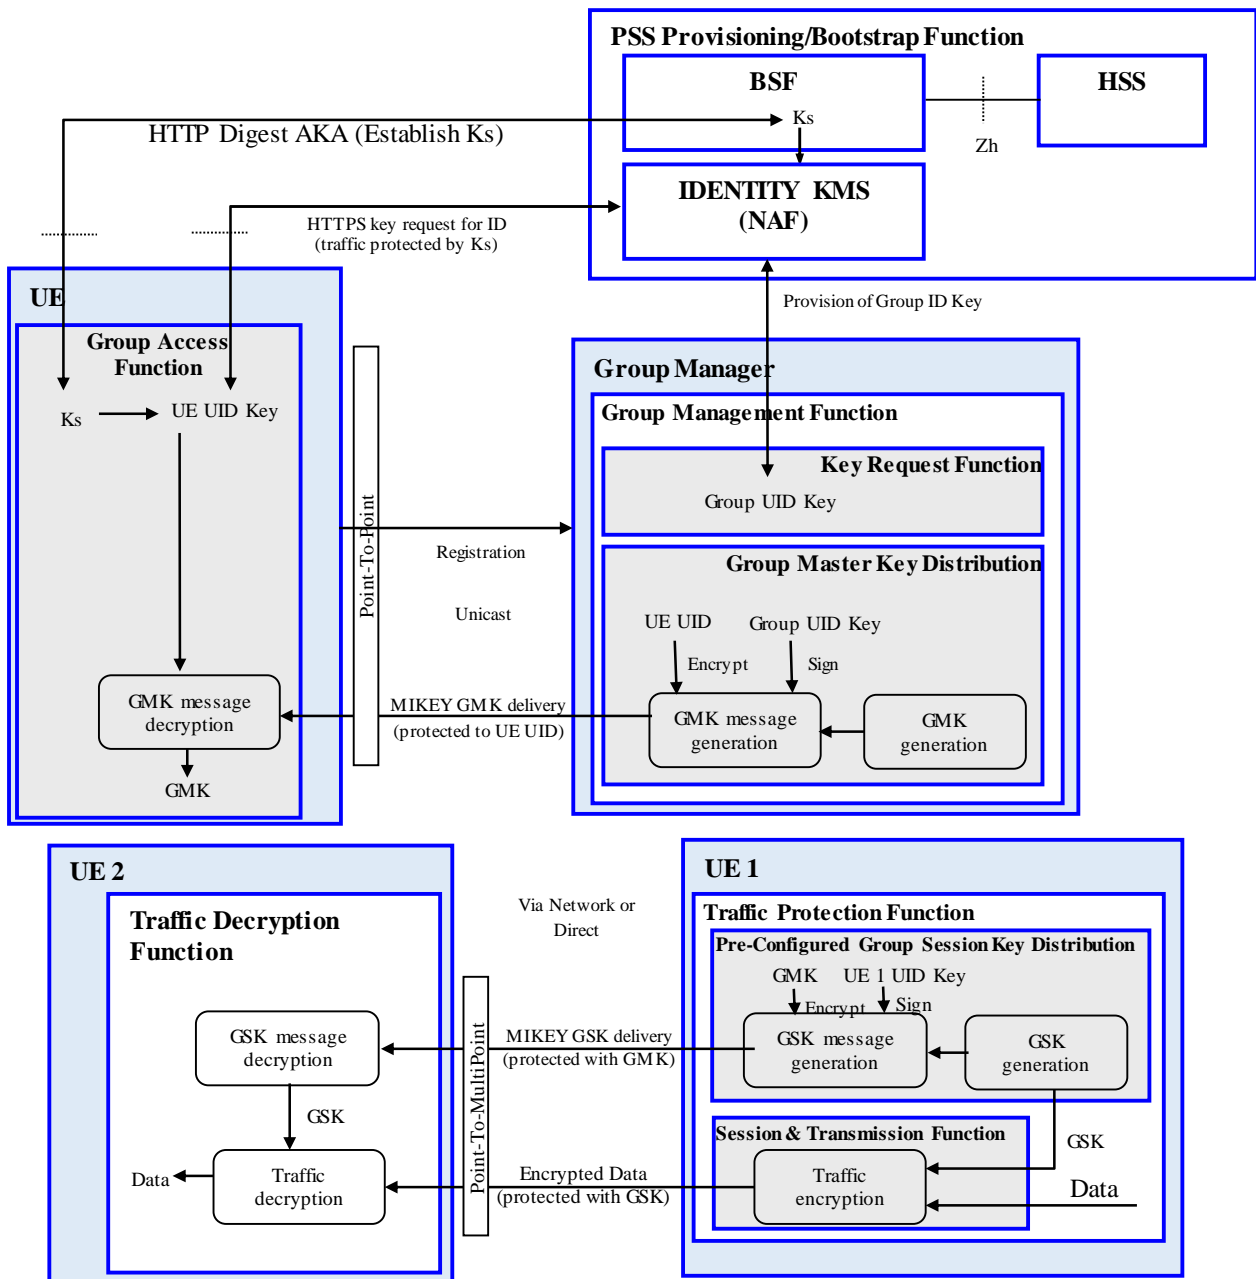 PSS Provisioning/Bootstrap Function
BSF
HSS
Ks
HTTP Digest AKA (Establish Ks)
Zh
IDENTITY KMS
(NAF)
HTTPS key request for ID
(traffic protected by Ks)
UE
Provision of Group ID Key
Group Access
Function
Ks
UE UID Key
Point-To-Point
Group Manager
Group Management Function
Key Request Function
Group UID Key
Registration
Unicast
Group Master Key Distribution
UE UID
Group UID Key
Encrypt
Sign
GMK message
decryption
MIKEY GMK delivery
(protected to UE UID)
GMK message
generation
GMK
generation
GMK
UE 2
UE 1
Traffic Decryption
Function
Via Network or
Direct
Traffic Protection Function
Pre-Configured Group Session Key Distribution
GMK
UE 1 UID Key
Encrypt
Sign
GSK message
decryption
Point-To-MultiPoint
MIKEY GSK delivery
(protected with GMK)
GSK message
generation
GSK
generation
GSK
Session & Transmission Function
GSK
Data
Traffic
decryption
Encrypted Data
(protected with GSK)
Traffic
encryption
Data